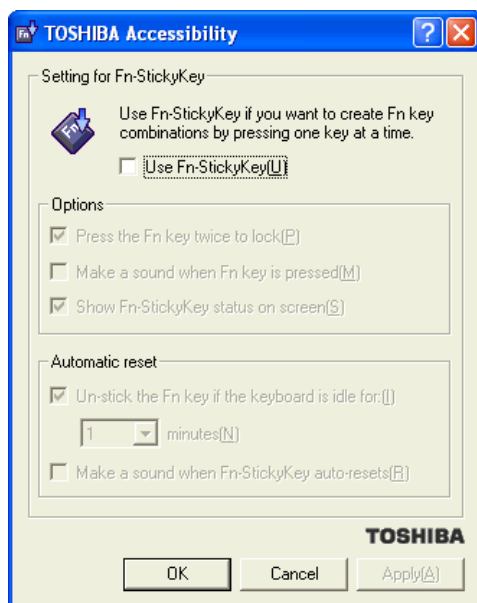 TOSHIBA Accessibility
Setting for Fn-StickyKey
Fn
Use Fn-StickyKey if you want to create Fn key
combinations by pressing one key at a time.
Use Fn-StickyKey(U)
Options
Press the Fn key twice to lock(P)
Make a sound when Fn key is pressed(M)
Show Fn-StickyKey status on screen(S)
Automatic reset
Un-stick the Fn key if the keyboard is idle for:(I)
1 minutes(N)
Make a sound when Fn-StickyKey auto-resets(R)
TOSHIBA
OK Cancel Apply(A)